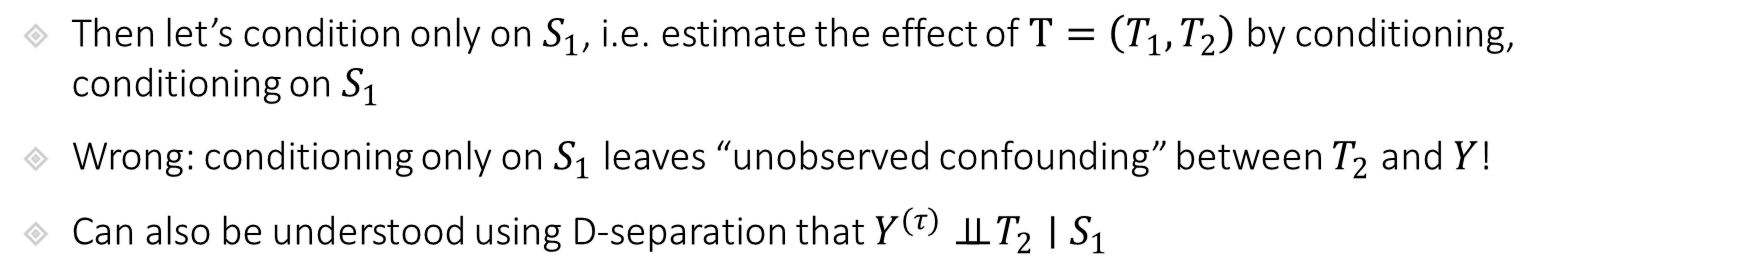 Then let's condition only on S₁, i.e. estimate the effect of T = (T₁, T₂) by conditioning,
conditioning on S₁
Wrong: conditioning only on S₁ leaves “unobserved confounding” between T₂ and Y!
Can also be understood using D-separation that Y⁽ᵗ⁾ ⫫ T₂ | S₁